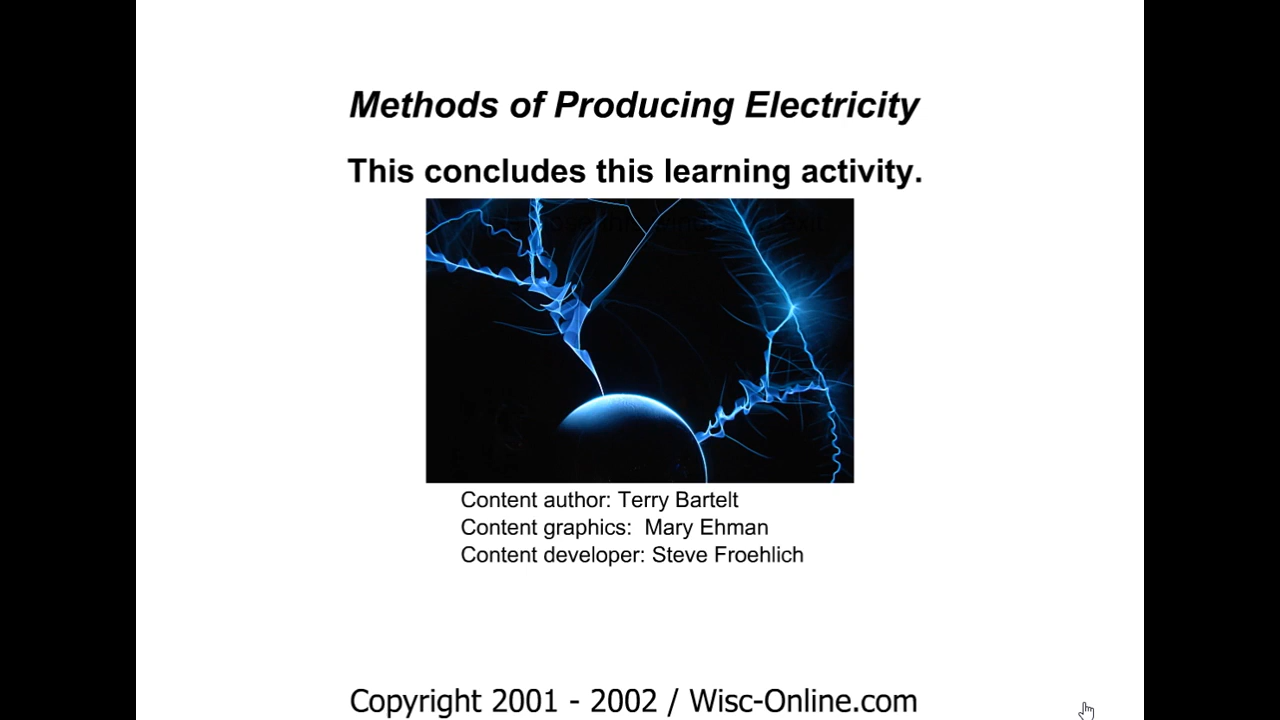 Methods of Producing Electricity
This concludes this learning activity.
Content author: Terry Bartelt
Content graphics: Mary Ehman
Content developer: Steve Froehlich
Copyright 2001 - 2002 / Wisc-Online.com